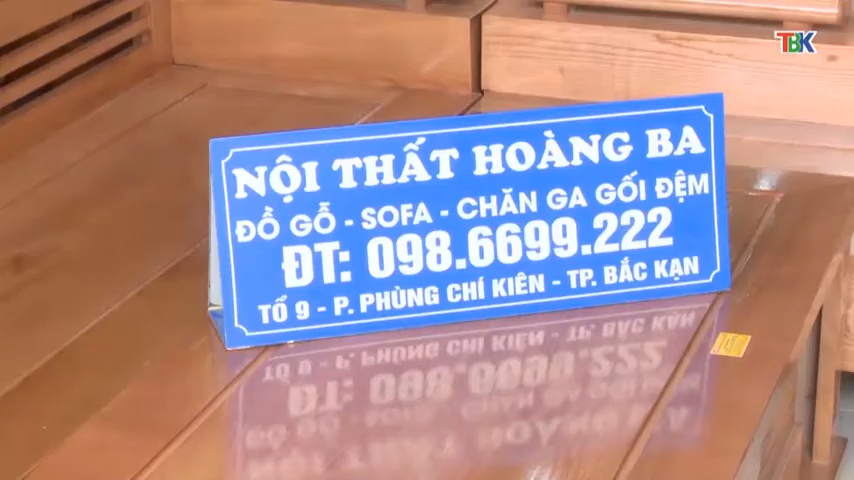 TBK
NỘI THẤT HOÀNG BA
ĐỒ GỖ - SOFA - CHĂN GA GỐI ĐỆM
ĐT: 098.6699.222
TỔ 9 - P. PHÙNG CHÍ KIÊN - TP. BẮC KẠN